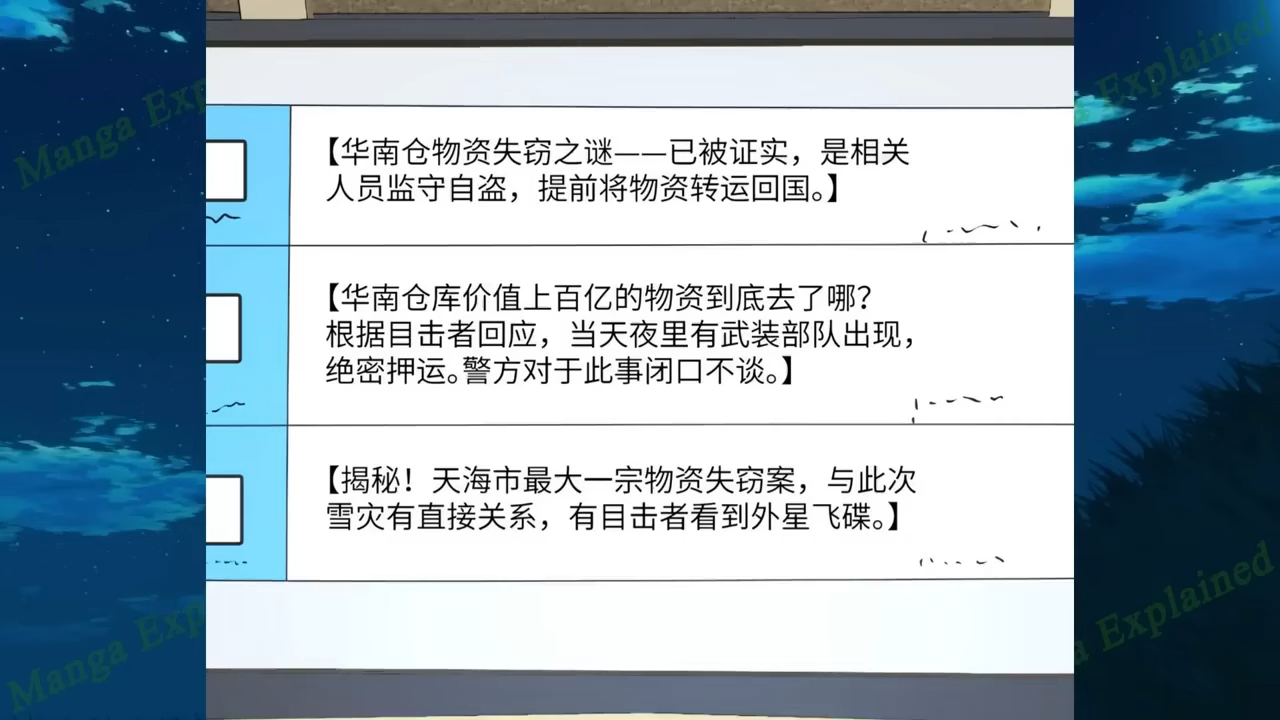 Manga Explained
【华南仓物资失窃之谜——已被证实，是相关
人员监守自盗，提前将物资转运回国。】
【华南仓库价值上百亿的物资到底去了哪？
根据目击者回应，当天夜里有武装部队出现，
绝密押运。警方对于此事闭口不谈。】
【揭秘！天海市最大一宗物资失窃案，与此次
雪灾有直接关系，有目击者看到外星飞碟。】
Manga Exp
Explained